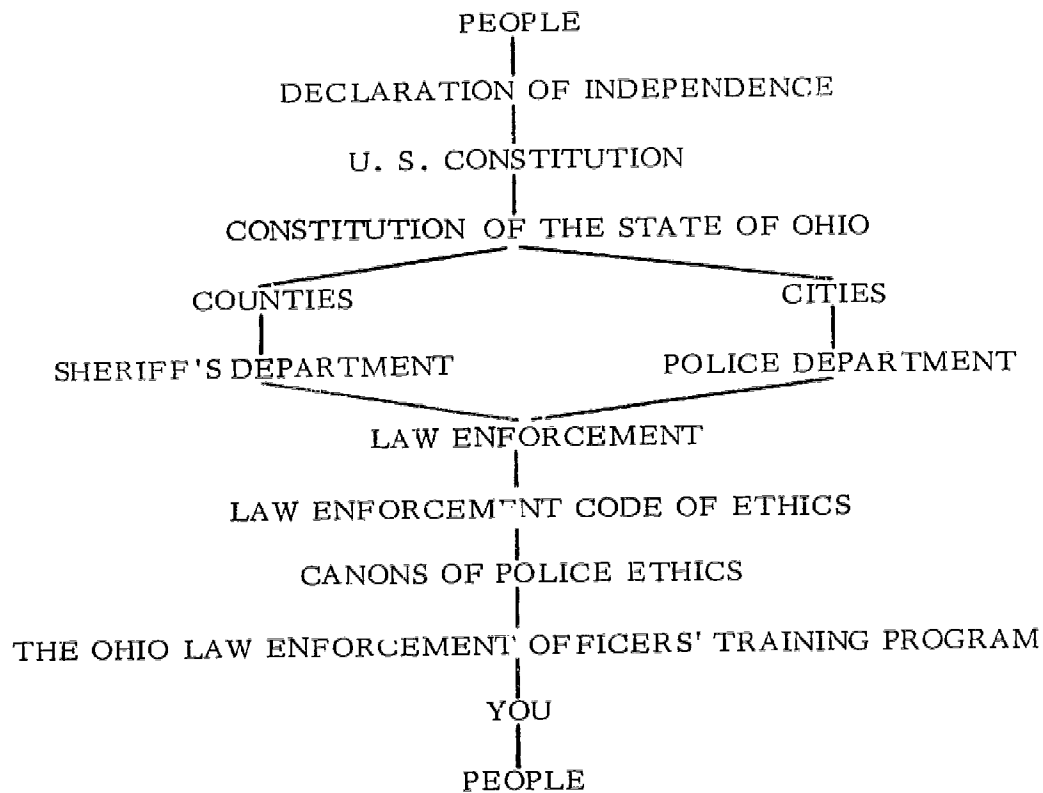 PEOPLE
DECLARATION OF INDEPENDENCE
U. S. CONSTITUTION
CONSTITUTION OF THE STATE OF OHIO
COUNTIES CITIES
SHERIFF'S DEPARTMENT POLICE DEPARTMENT
LAW ENFORCEMENT
LAW ENFORCEMENT CODE OF ETHICS
CANONS OF POLICE ETHICS
THE OHIO LAW ENFORCEMENT OFFICERS' TRAINING PROGRAM
YOU
PEOPLE